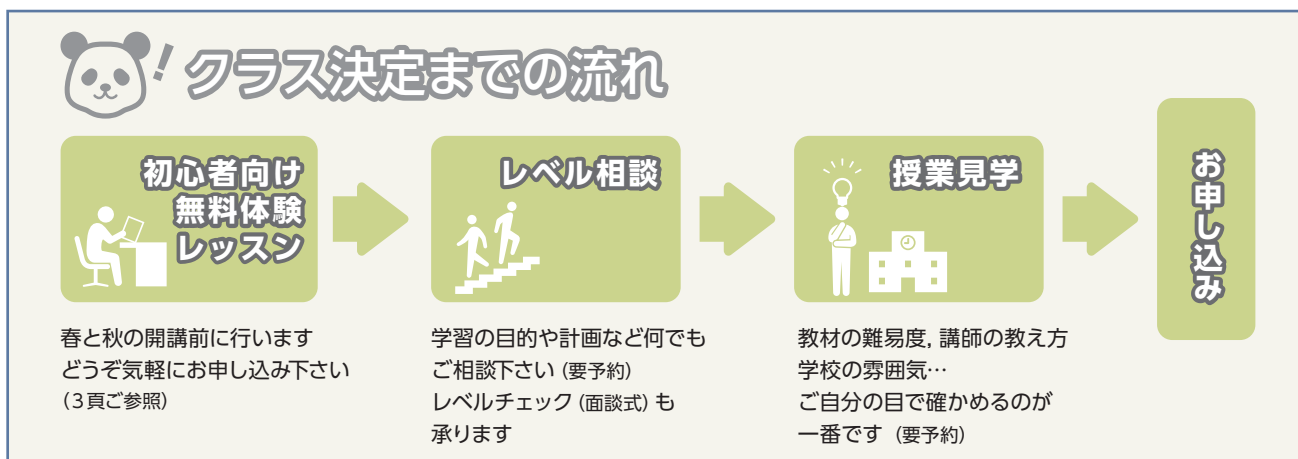 ！クラス決定までの流れ
初心者向け
無料体験
レッスン
春と秋の開講前に行います
どうぞ気軽にお申し込み下さい
（3頁ご参照）
レベル相談
学習の目的や計画など何でも
ご相談下さい（要予約）
レベルチェック（面談式）も
承ります
授業見学
教材の難易度, 講師の教え方
学校の雰囲気…
ご自分の目で確かめるのが
一番です（要予約）
お申し込み